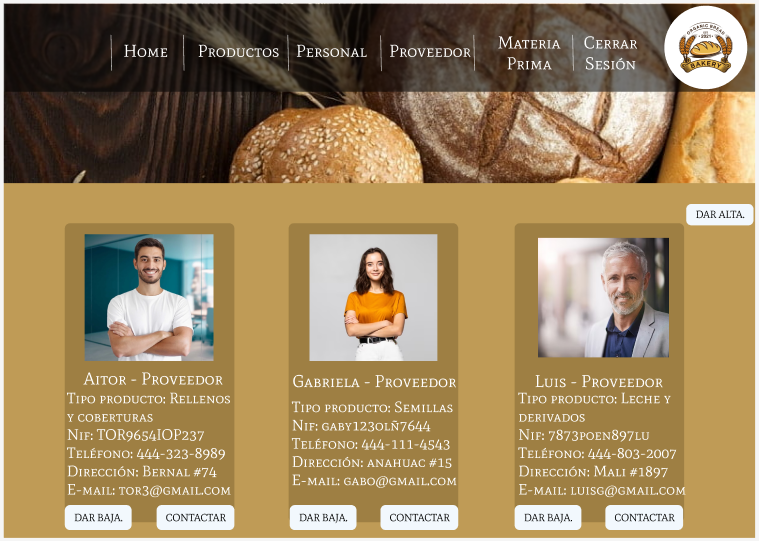 Home
Productos
Personal
Proveedor
Materia
Prima
Cerrar
Sesión
ORGANIC BREAD
EST.
2021
BAKERY
DAR ALTA.
Aitor - Proveedor
Tipo producto: Rellenos
y coberturas
Nif: TOR9654IOP237
Teléfono: 444-323-8989
Dirección: Bernal #74
E-mail: tor3@gmail.com
DAR BAJA.
CONTACTAR
Gabriela - Proveedor
Tipo producto: Semillas
Nif: gaby123olñ7644
Teléfono: 444-111-4543
Dirección: anahuac #15
E-mail: gabo@gmail.com
DAR BAJA.
CONTACTAR
Luis - Proveedor
Tipo producto: Leche y
derivados
Nif: 7873poen897lu
Teléfono: 444-803-2007
Dirección: Mali #1897
E-mail: luisg@gmail.com
DAR BAJA.
CONTACTAR